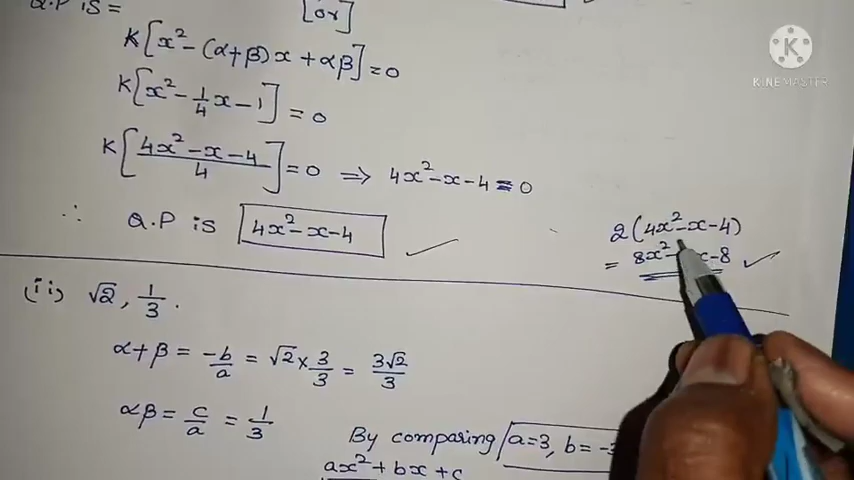 Q.P is =
[or]
K[x² - (α+β)x + αβ] = 0
K[x² - 1/4 x - 1] = 0
K[(4x² - x - 4)/4] = 0 ⇒ 4x² - x - 4 = 0
∴ Q.P is 4x² - x - 4 ✓
2(4x² - x - 4)
= 8x² - x - 8 ✓
(ii) √2, 1/3.
α+β = -b/a = √2 × 3/3 = 3√2/3
αβ = c/a = 1/3
By comparing a=3, b= -3
ax² + bx + c
KINEMASTER